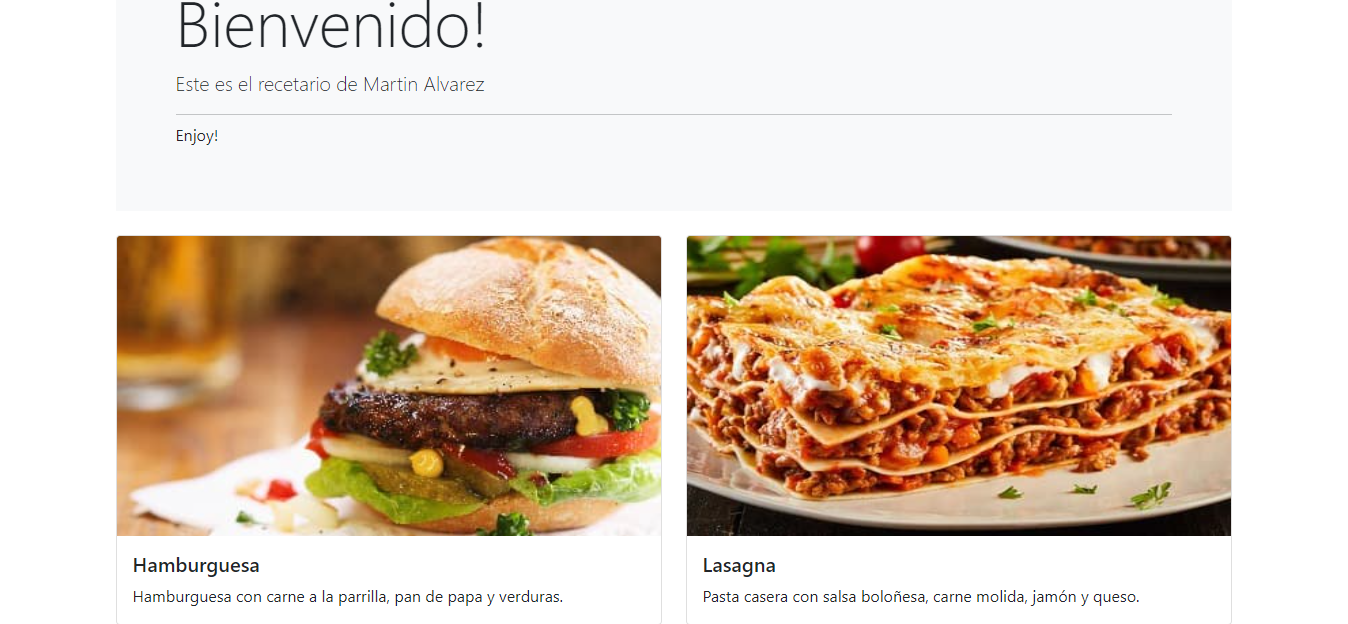 Bienvenido!
Este es el recetario de Martin Alvarez
Enjoy!
Hamburguesa
Hamburguesa con carne a la parrilla, pan de papa y verduras.
Lasagna
Pasta casera con salsa boloñesa, carne molida, jamón y queso.